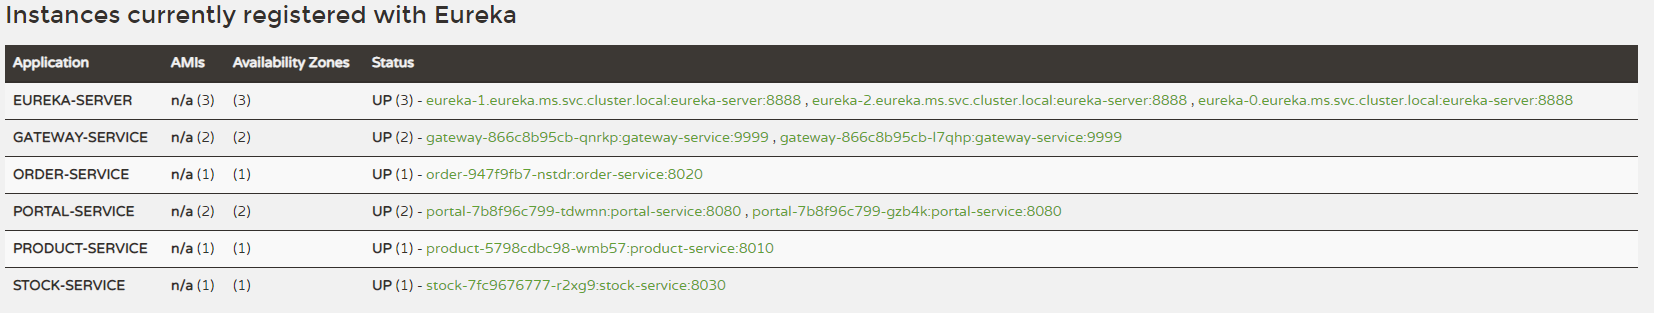 Instances currently registered with Eureka
Application AMIs Availability Zones Status
EUREKA-SERVER n/a (3) (3) UP (3) - eureka-1.eureka.ms.svc.cluster.local:eureka-server:8888 , eureka-2.eureka.ms.svc.cluster.local:eureka-server:8888 , eureka-0.eureka.ms.svc.cluster.local:eureka-server:8888
GATEWAY-SERVICE n/a (2) (2) UP (2) - gateway-866c8b95cb-qnrkp:gateway-service:9999 , gateway-866c8b95cb-l7qhp:gateway-service:9999
ORDER-SERVICE n/a (1) (1) UP (1) - order-947f9fb7-nstdr:order-service:8020
PORTAL-SERVICE n/a (2) (2) UP (2) - portal-7b8f96c799-tdwmn:portal-service:8080 , portal-7b8f96c799-gzb4k:portal-service:8080
PRODUCT-SERVICE n/a (1) (1) UP (1) - product-5798cdbc98-wmb57:product-service:8010
STOCK-SERVICE n/a (1) (1) UP (1) - stock-7fc9676777-r2xg9:stock-service:8030